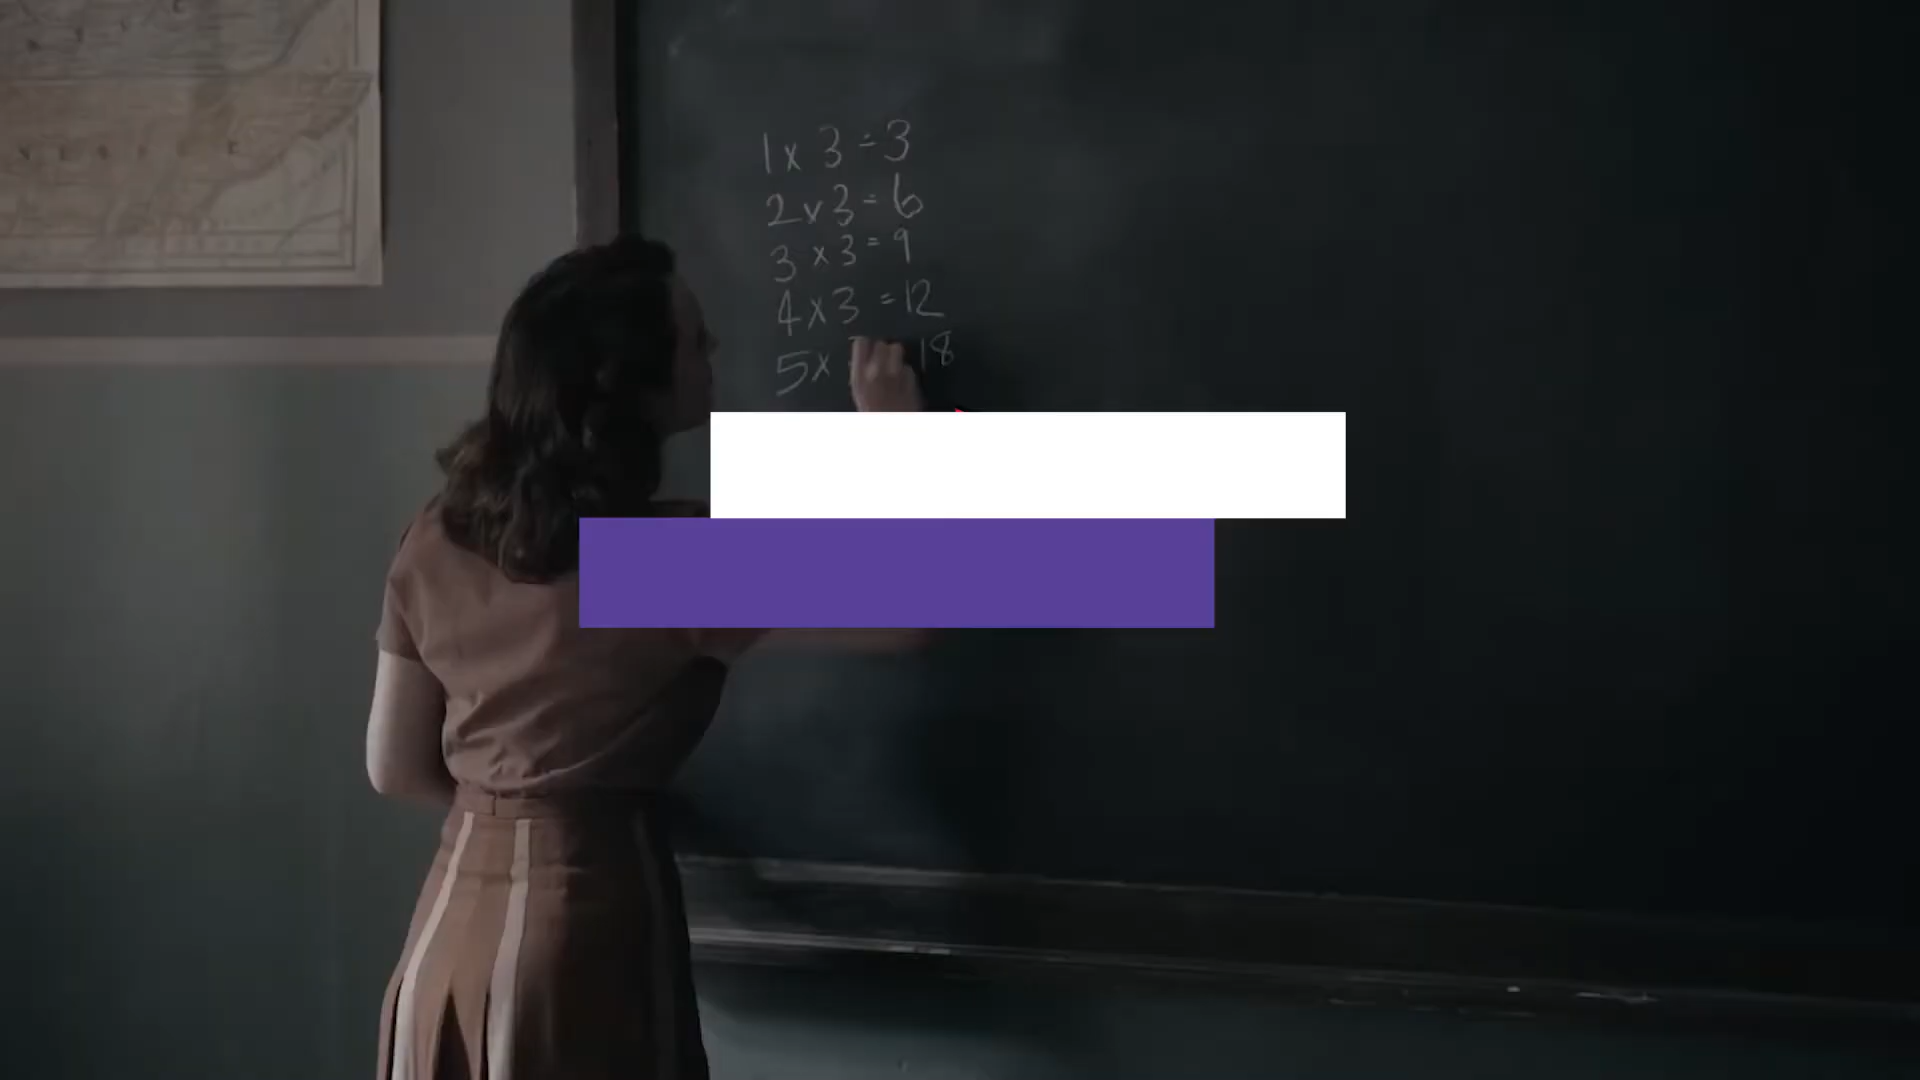 1 x 3 = 3
2 x 3 = 6
3 x 3 = 9
4 x 3 = 12
5 x 18